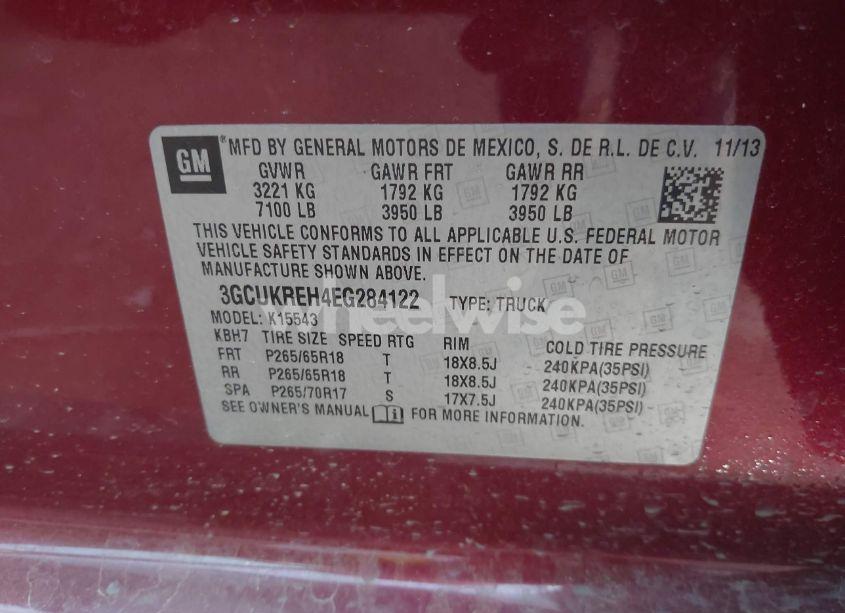 GM ® MFD BY GENERAL MOTORS DE MEXICO, S. DE R.L. DE C.V. 11/13
GVWR GAWR FRT GAWR RR
3221 KG 1792 KG 1792 KG
7100 LB 3950 LB 3950 LB
THIS VEHICLE CONFORMS TO ALL APPLICABLE U.S. FEDERAL MOTOR
VEHICLE SAFETY STANDARDS IN EFFECT ON THE DATE OF
MANUFACTURE SHOWN ABOVE.
3GCUKREH4EG284122 TYPE: TRUCK
MODEL: K15543
KBH7 TIRE SIZE SPEED RTG RIM COLD TIRE PRESSURE
FRT P265/65R18 T 18X8.5J 240KPA(35PSI)
RR P265/65R18 T 18X8.5J 240KPA(35PSI)
SPA P265/70R17 S 17X7.5J 240KPA(35PSI)
SEE OWNER'S MANUAL FOR MORE INFORMATION.